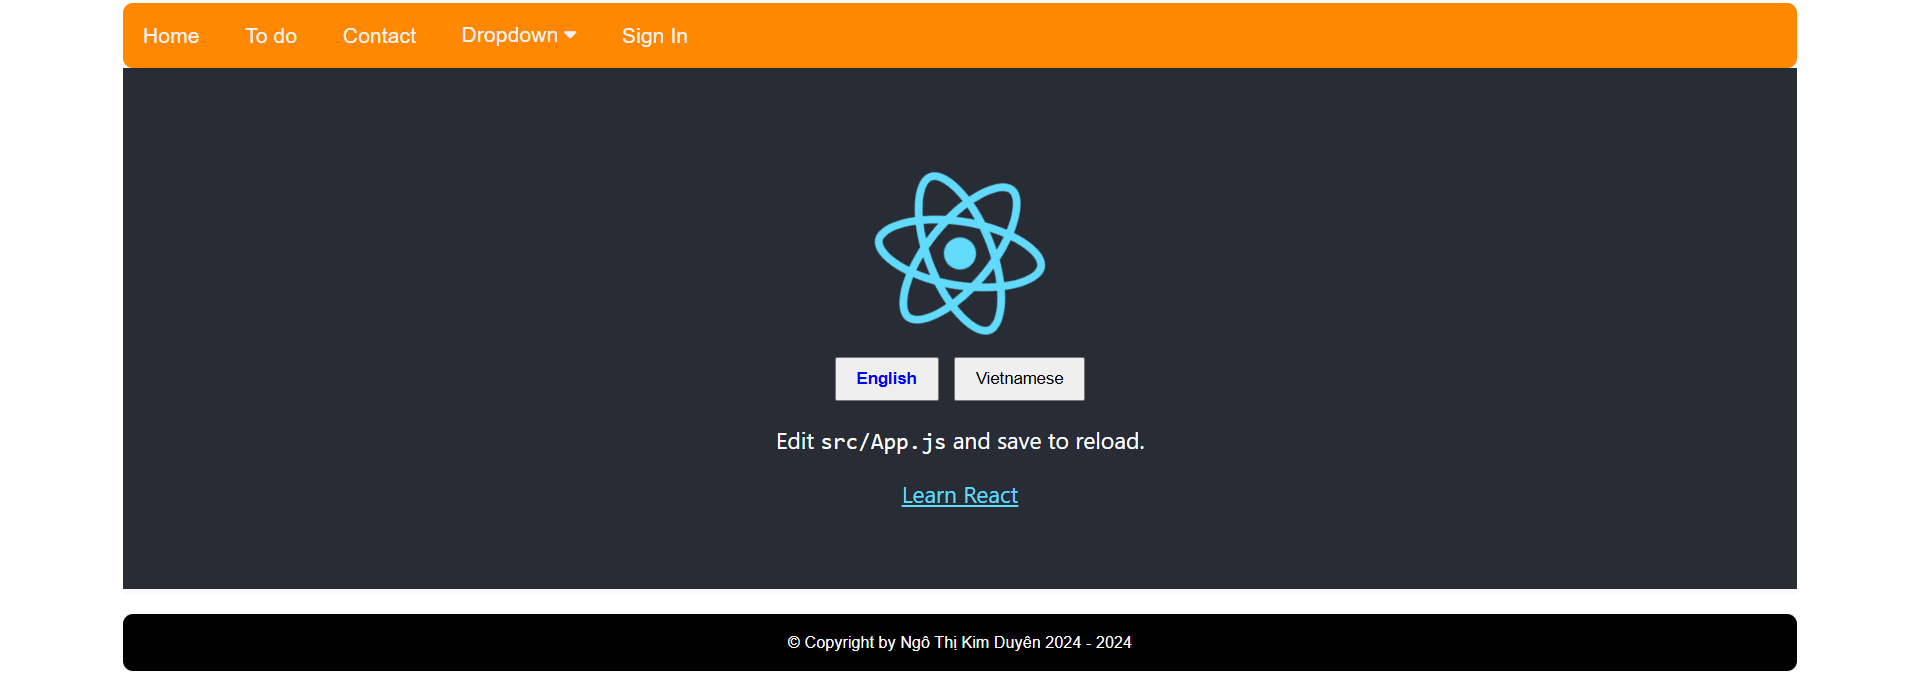 Home To do Contact Dropdown Sign In
English Vietnamese
Edit src/App.js and save to reload.
Learn React
© Copyright by Ngô Thị Kim Duyên 2024 - 2024